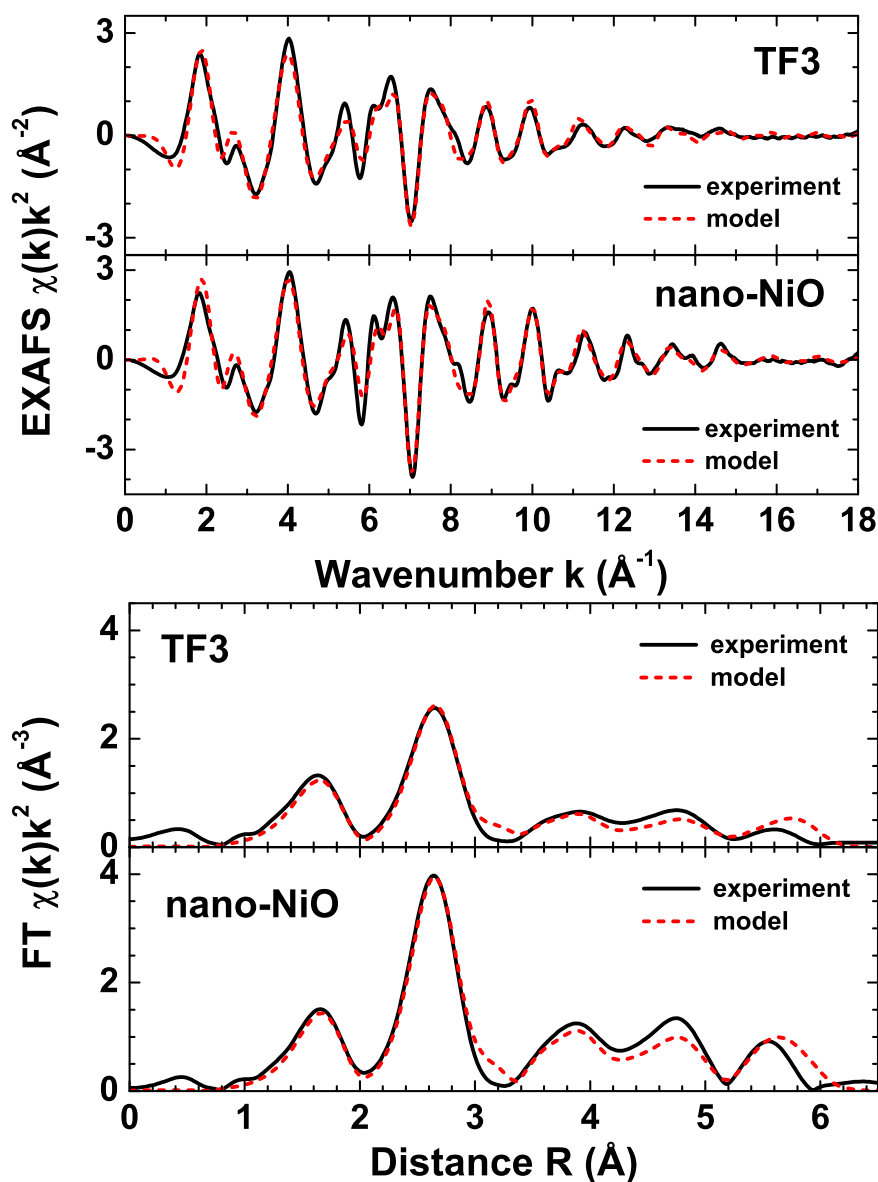 3
0
-3
TF3
experiment
model
3
0
-3
nano-NiO
experiment
model
EXAFS χ(k)k² (Å⁻²)
0 2 4 6 8 10 12 14 16 18
Wavenumber k (Å⁻¹)
4
2
0
TF3
experiment
model
4
2
0
nano-NiO
experiment
model
FT χ(k)k² (Å⁻³)
0 1 2 3 4 5 6
Distance R (Å)